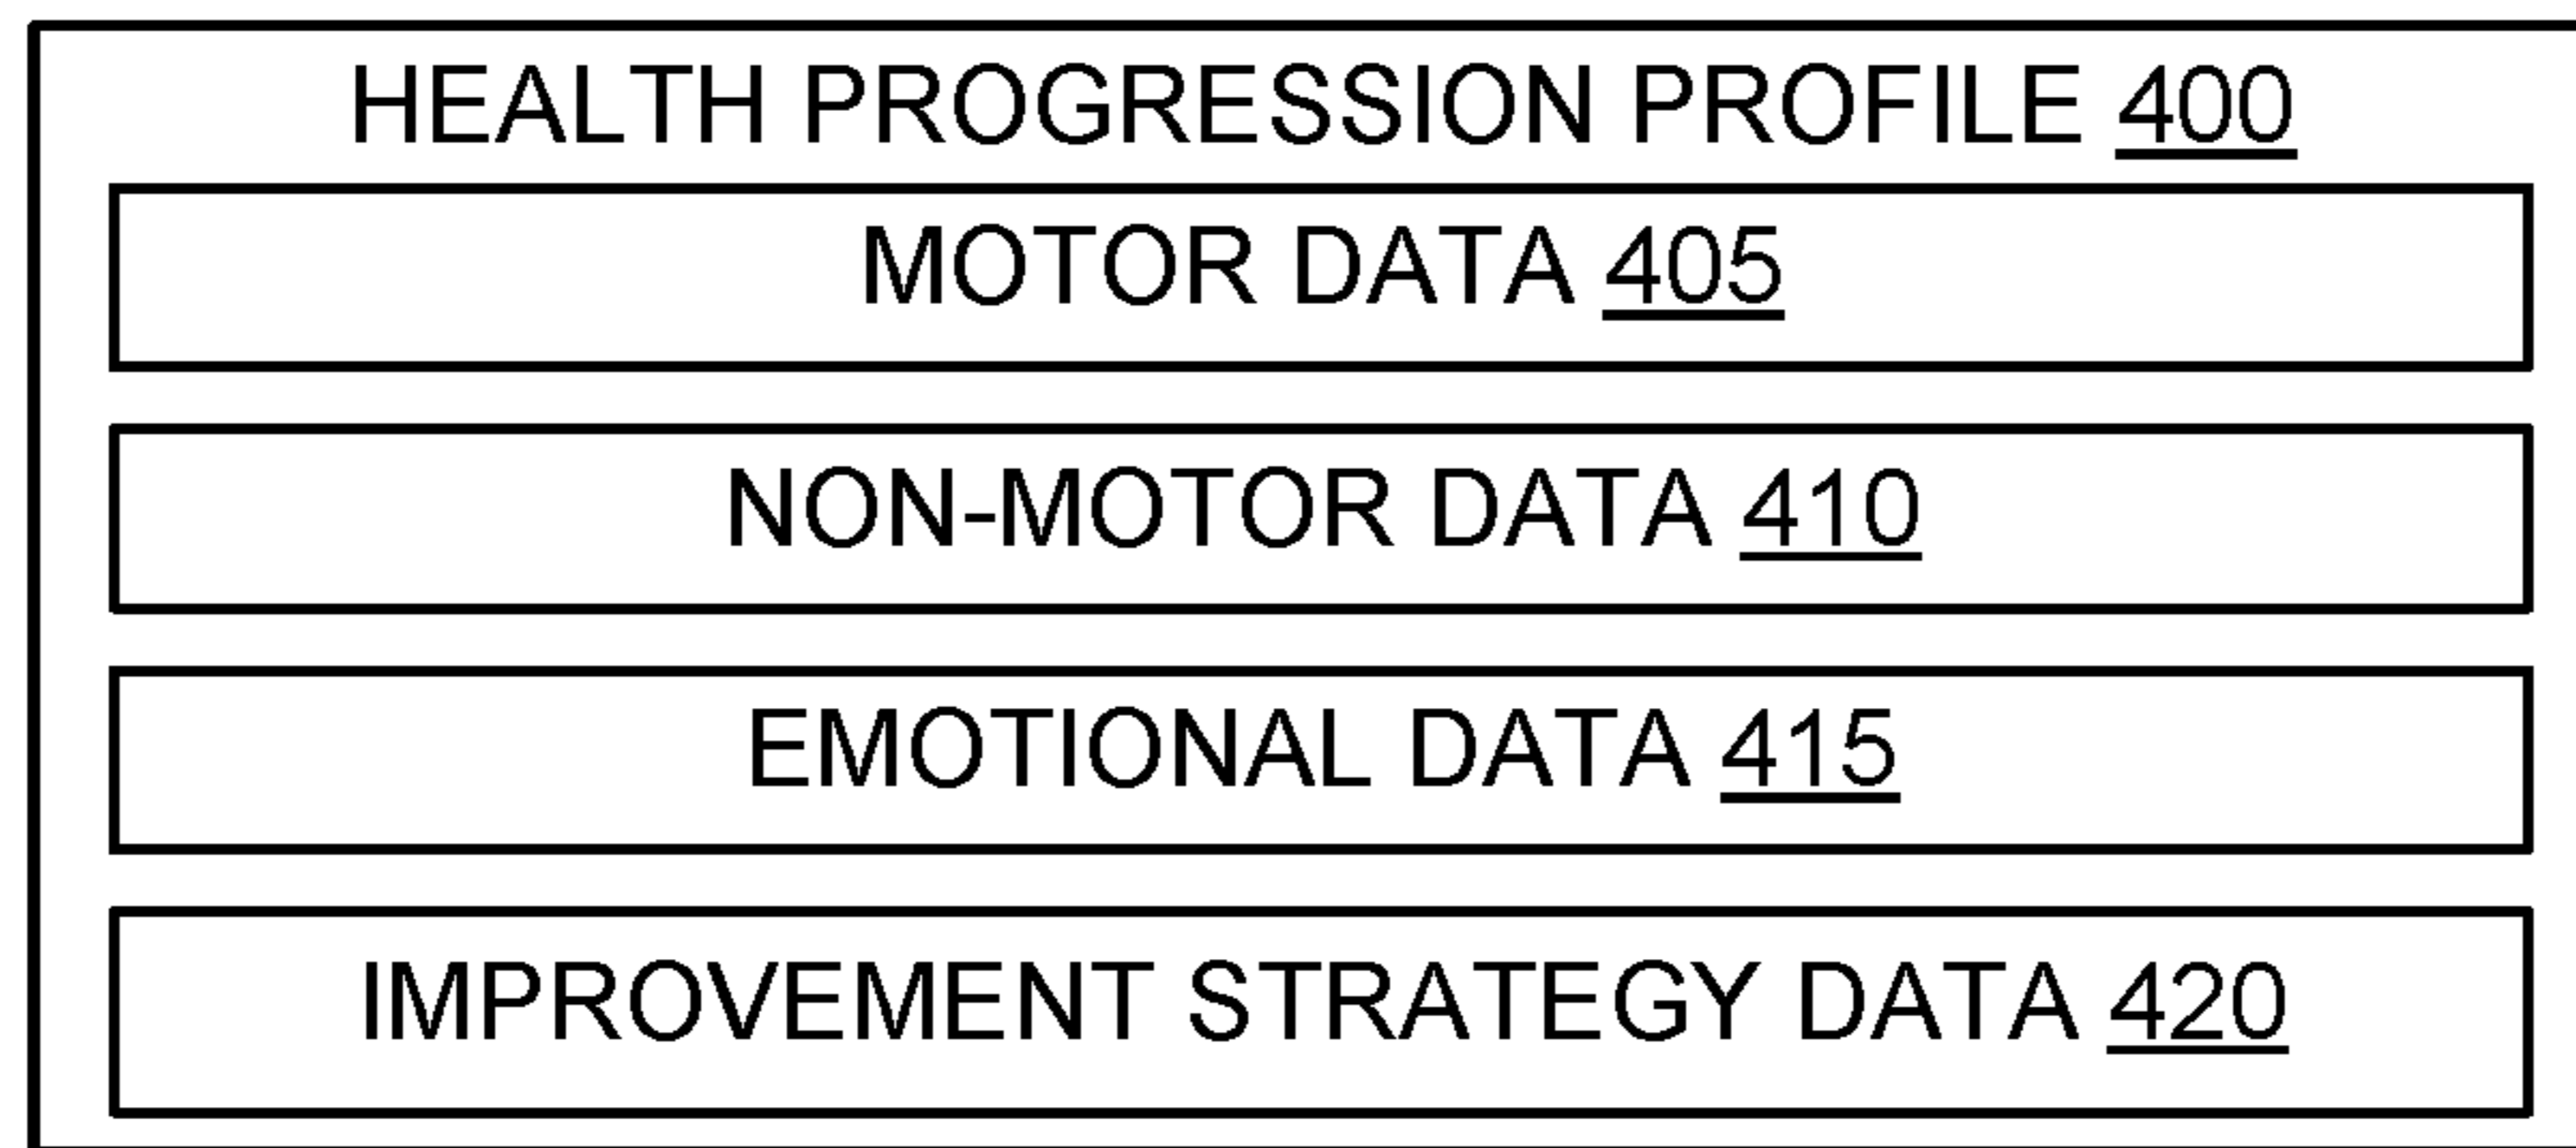 HEALTH PROGRESSION PROFILE 400
MOTOR DATA 405
NON-MOTOR DATA 410
EMOTIONAL DATA 415
IMPROVEMENT STRATEGY DATA 420